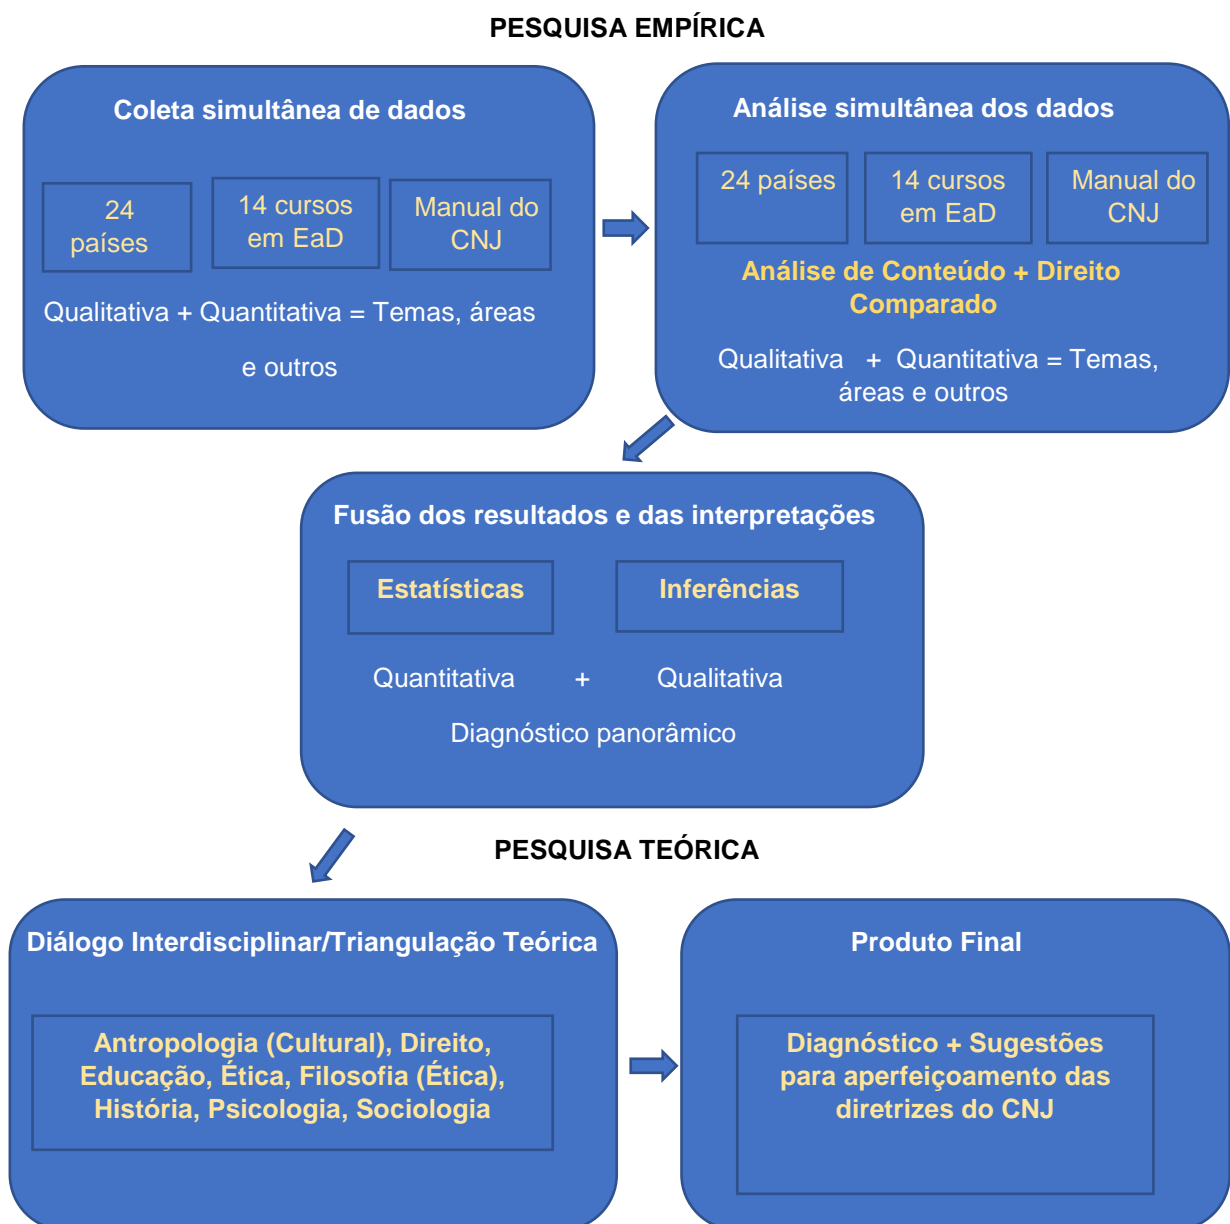 PESQUISA EMPÍRICA
Coleta simultânea de dados
24
países
14 cursos
em EaD
Manual do
CNJ
Qualitativa + Quantitativa = Temas, áreas
e outros
Análise simultânea dos dados
24 países
14 cursos
em EaD
Manual do
CNJ
Análise de Conteúdo + Direito
Comparado
Qualitativa + Quantitativa = Temas,
áreas e outros
Fusão dos resultados e das interpretações
Estatísticas
Inferências
Quantitativa + Qualitativa
Diagnóstico panorâmico
PESQUISA TEÓRICA
Diálogo Interdisciplinar/Triangulação Teórica
Antropologia (Cultural), Direito,
Educação, Ética, Filosofia (Ética),
História, Psicologia, Sociologia
Produto Final
Diagnóstico + Sugestões
para aperfeiçoamento das
diretrizes do CNJ